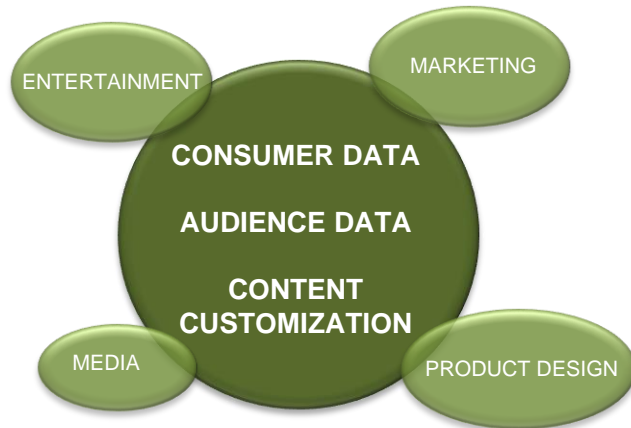 ENTERTAINMENT
MARKETING
CONSUMER DATA
AUDIENCE DATA
CONTENT
CUSTOMIZATION
MEDIA
PRODUCT DESIGN